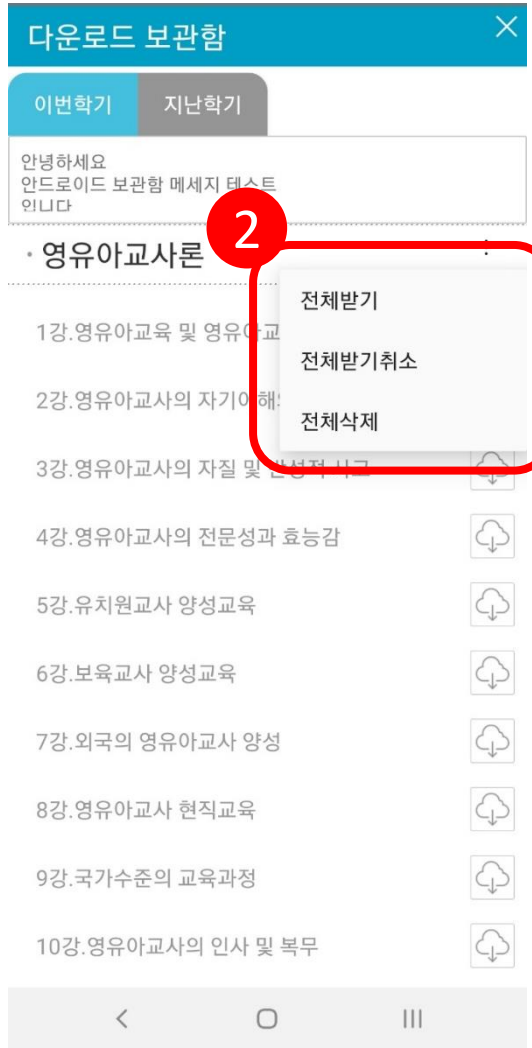 다운로드 보관함
이번학기 지난학기
안녕하세요
안드로이드 보관함 메세지 테스트
입니다
2
· 영유아교사론
전체받기
전체받기취소
전체삭제
1강.영유아교육 및 영유아교
2강.영유아교사의 자기이해
3강.영유아교사의 자질 및 반성적 사고
4강.영유아교사의 전문성과 효능감
5강.유치원교사 양성교육
6강.보육교사 양성교육
7강.외국의 영유아교사 양성
8강.영유아교사 현직교육
9강.국가수준의 교육과정
10강.영유아교사의 인사 및 복무